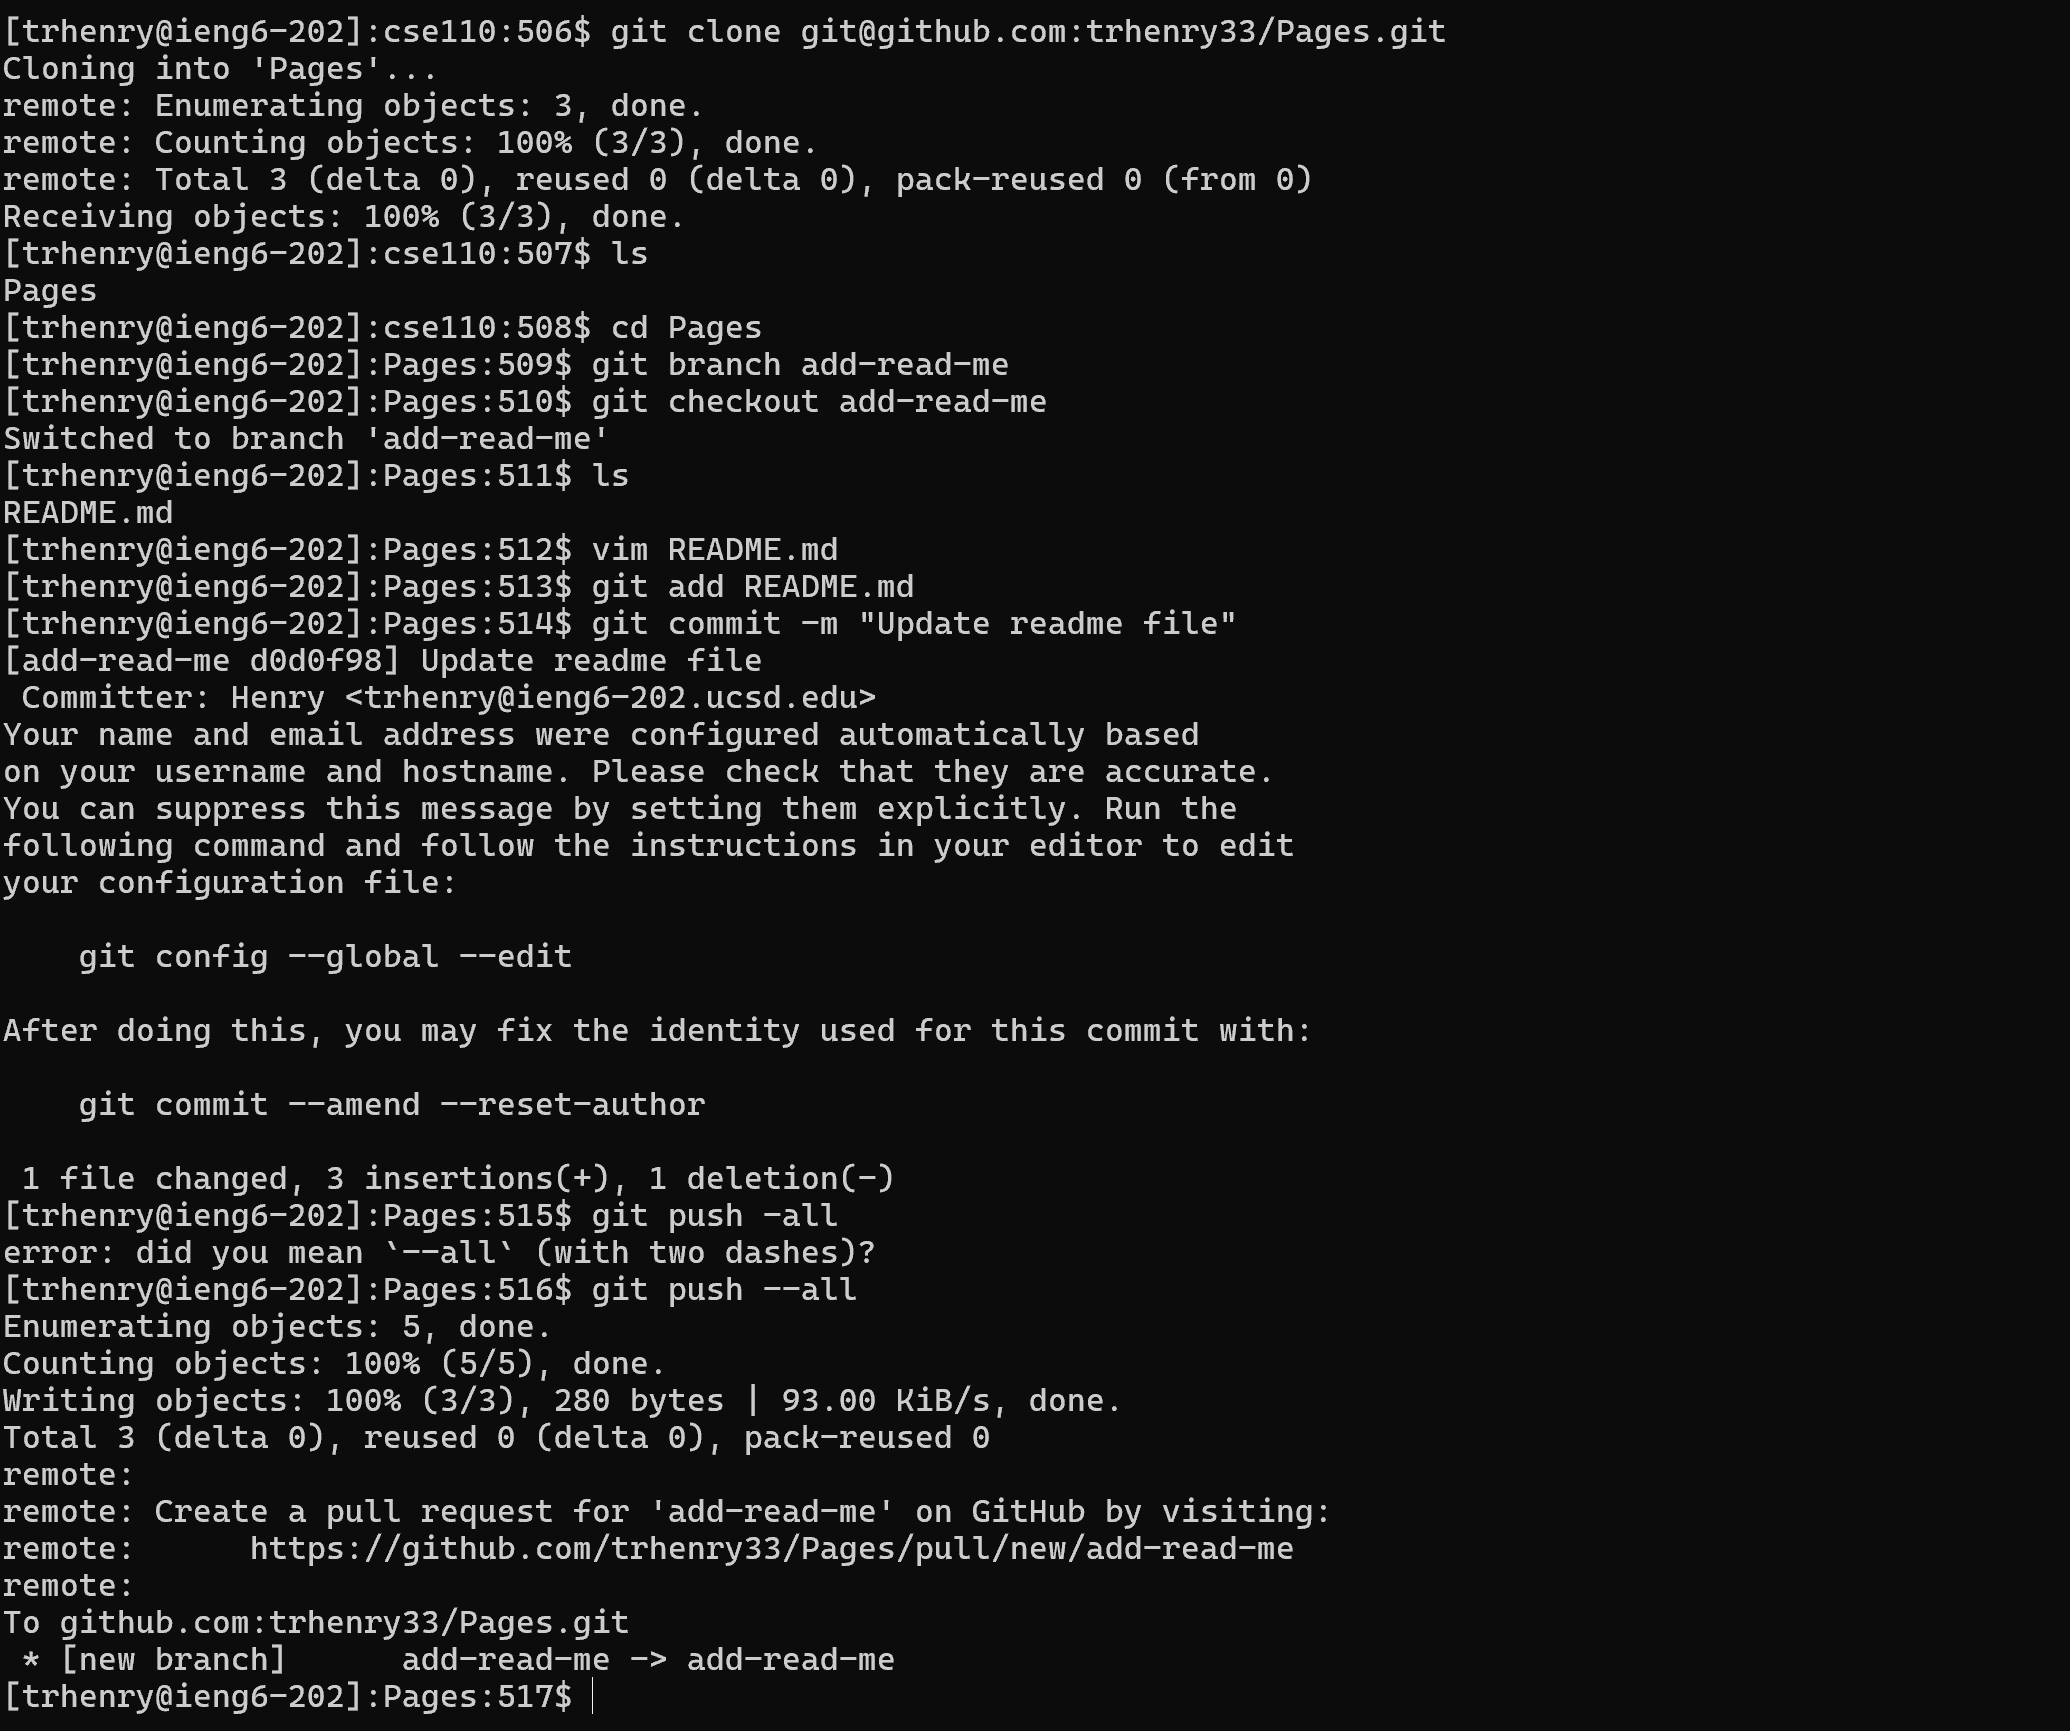 [trhenry@ieng6-202]:cse110:506$ git clone git@github.com:trhenry33/Pages.git
Cloning into 'Pages'...
remote: Enumerating objects: 3, done.
remote: Counting objects: 100% (3/3), done.
remote: Total 3 (delta 0), reused 0 (delta 0), pack-reused 0 (from 0)
Receiving objects: 100% (3/3), done.
[trhenry@ieng6-202]:cse110:507$ ls
Pages
[trhenry@ieng6-202]:cse110:508$ cd Pages
[trhenry@ieng6-202]:Pages:509$ git branch add-read-me
[trhenry@ieng6-202]:Pages:510$ git checkout add-read-me
Switched to branch 'add-read-me'
[trhenry@ieng6-202]:Pages:511$ ls
README.md
[trhenry@ieng6-202]:Pages:512$ vim README.md
[trhenry@ieng6-202]:Pages:513$ git add README.md
[trhenry@ieng6-202]:Pages:514$ git commit -m "Update readme file"
[add-read-me d0d0f98] Update readme file
 Committer: Henry <trhenry@ieng6-202.ucsd.edu>
Your name and email address were configured automatically based
on your username and hostname. Please check that they are accurate.
You can suppress this message by setting them explicitly. Run the
following command and follow the instructions in your editor to edit
your configuration file:

    git config --global --edit

After doing this, you may fix the identity used for this commit with:

    git commit --amend --reset-author

 1 file changed, 3 insertions(+), 1 deletion(-)
[trhenry@ieng6-202]:Pages:515$ git push -all
error: did you mean `--all` (with two dashes)?
[trhenry@ieng6-202]:Pages:516$ git push --all
Enumerating objects: 5, done.
Counting objects: 100% (5/5), done.
Writing objects: 100% (3/3), 280 bytes | 93.00 KiB/s, done.
Total 3 (delta 0), reused 0 (delta 0), pack-reused 0
remote:
remote: Create a pull request for 'add-read-me' on GitHub by visiting:
remote:      https://github.com/trhenry33/Pages/pull/new/add-read-me
remote:
To github.com:trhenry33/Pages.git
 * [new branch]      add-read-me -> add-read-me
[trhenry@ieng6-202]:Pages:517$